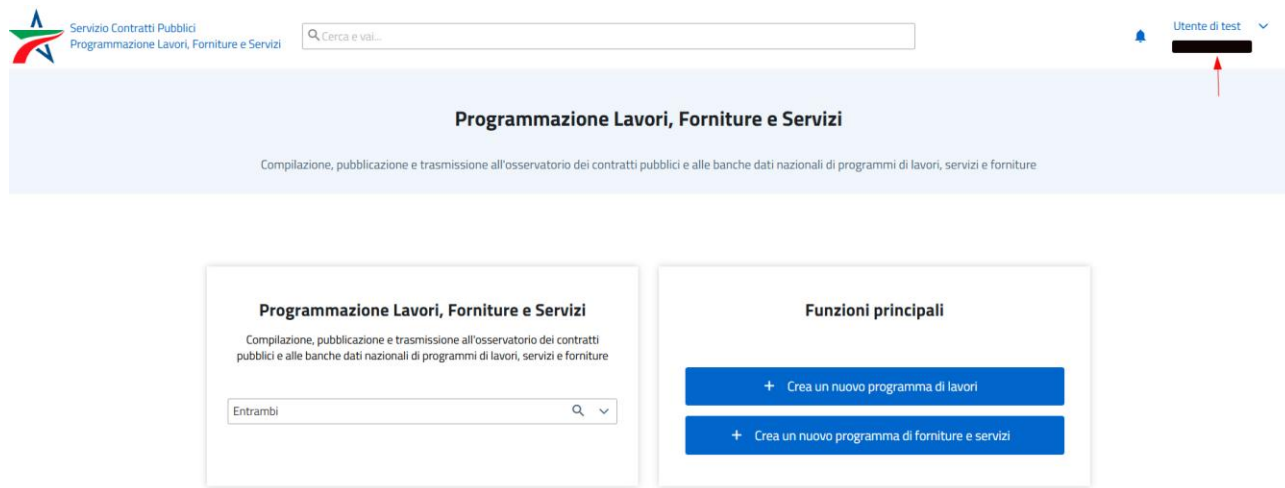 Servizio Contratti Pubblici
Programmazione Lavori, Forniture e Servizi
Cerca e vai...
Utente di test
Programmazione Lavori, Forniture e Servizi
Compilazione, pubblicazione e trasmissione all'osservatorio dei contratti pubblici e alle banche dati nazionali di programmi di lavori, servizi e forniture
Programmazione Lavori, Forniture e Servizi
Compilazione, pubblicazione e trasmissione all'osservatorio dei contratti
pubblici e alle banche dati nazionali di programmi di lavori, servizi e forniture
Entrambi
Funzioni principali
+ Crea un nuovo programma di lavori
+ Crea un nuovo programma di forniture e servizi